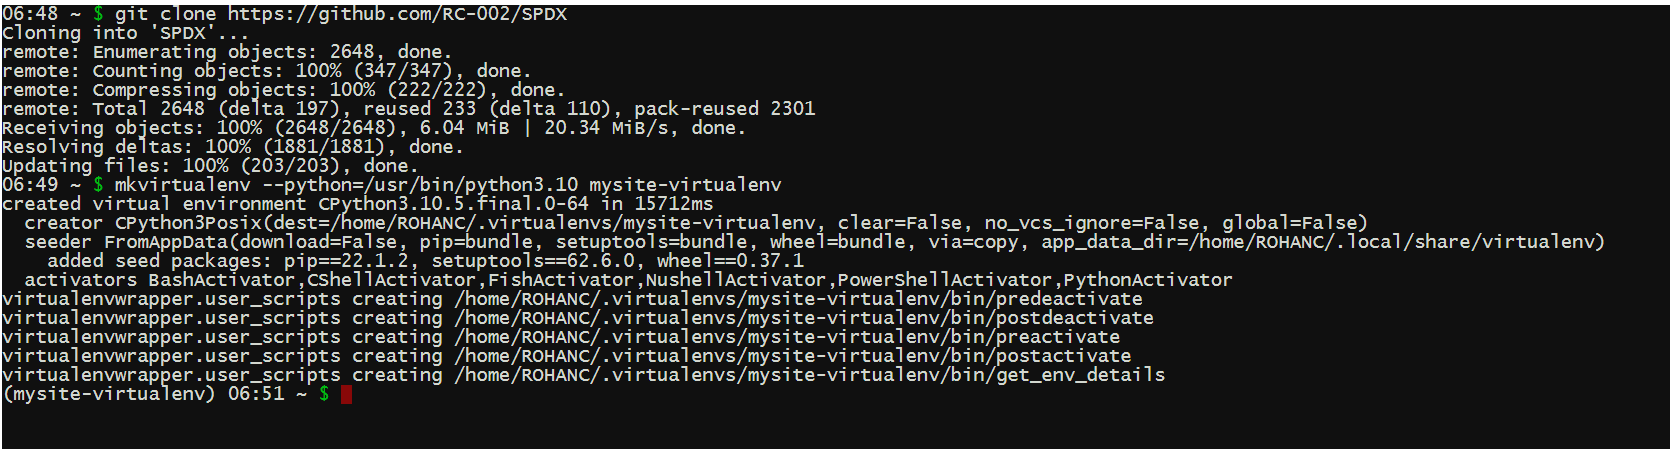 06:48 ~ $ git clone https://github.com/RC-002/SPDX
Cloning into 'SPDX'...
remote: Enumerating objects: 2648, done.
remote: Counting objects: 100% (347/347), done.
remote: Compressing objects: 100% (222/222), done.
remote: Total 2648 (delta 197), reused 233 (delta 110), pack-reused 2301
Receiving objects: 100% (2648/2648), 6.04 MiB | 20.34 MiB/s, done.
Resolving deltas: 100% (1881/1881), done.
Updating files: 100% (203/203), done.
06:49 ~ $ mkvirtualenv --python=/usr/bin/python3.10 mysite-virtualenv
created virtual environment CPython3.10.5.final.0-64 in 15712ms
  creator CPython3Posix(dest=/home/ROHANC/.virtualenvs/mysite-virtualenv, clear=False, no_vcs_ignore=False, global=False)
  seeder FromAppData(download=False, pip=bundle, setuptools=bundle, wheel=bundle, via=copy, app_data_dir=/home/ROHANC/.local/share/virtualenv)
    added seed packages: pip==22.1.2, setuptools==62.6.0, wheel==0.37.1
  activators BashActivator,CShellActivator,FishActivator,NushellActivator,PowerShellActivator,PythonActivator
virtualenvwrapper.user_scripts creating /home/ROHANC/.virtualenvs/mysite-virtualenv/bin/predeactivate
virtualenvwrapper.user_scripts creating /home/ROHANC/.virtualenvs/mysite-virtualenv/bin/postdeactivate
virtualenvwrapper.user_scripts creating /home/ROHANC/.virtualenvs/mysite-virtualenv/bin/preactivate
virtualenvwrapper.user_scripts creating /home/ROHANC/.virtualenvs/mysite-virtualenv/bin/postactivate
virtualenvwrapper.user_scripts creating /home/ROHANC/.virtualenvs/mysite-virtualenv/bin/get_env_details
(mysite-virtualenv) 06:51 ~ $